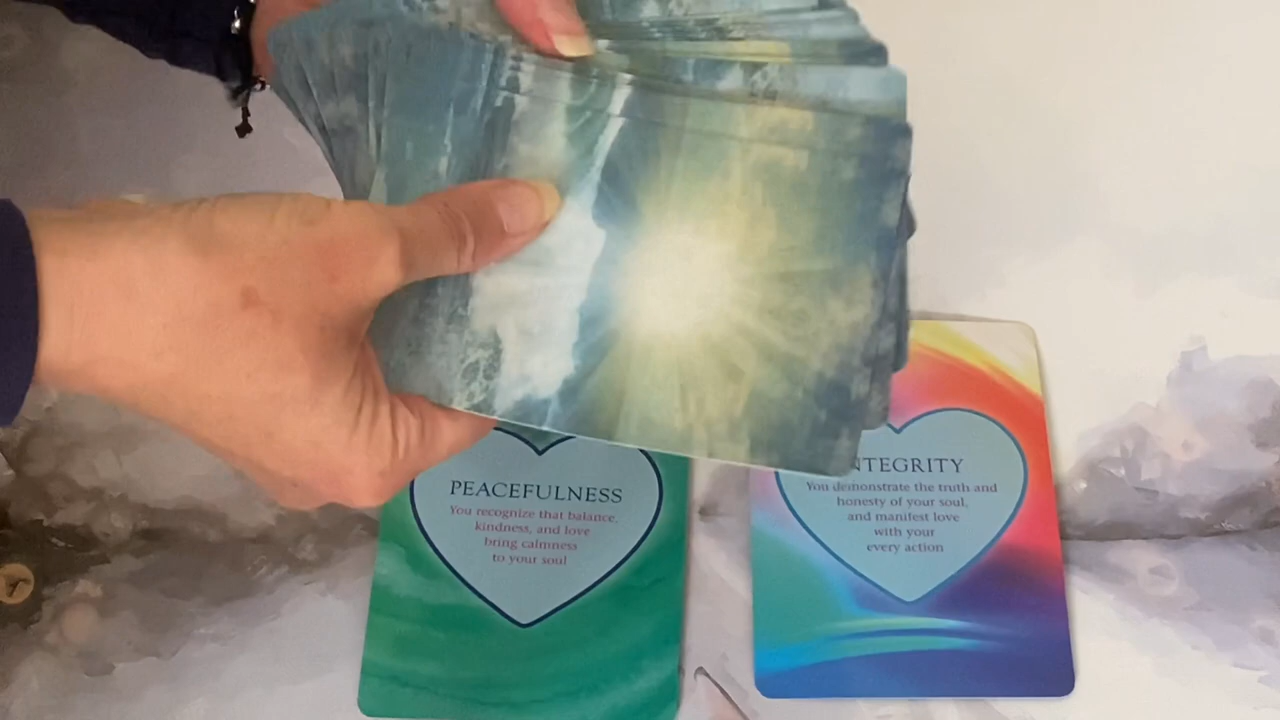 PEACEFULNESS
You recognize that balance,
kindness, and love
bring calmness
to your soul
NTEGRITY
You demonstrate the truth and
honesty of your soul,
and manifest love
with your
every action